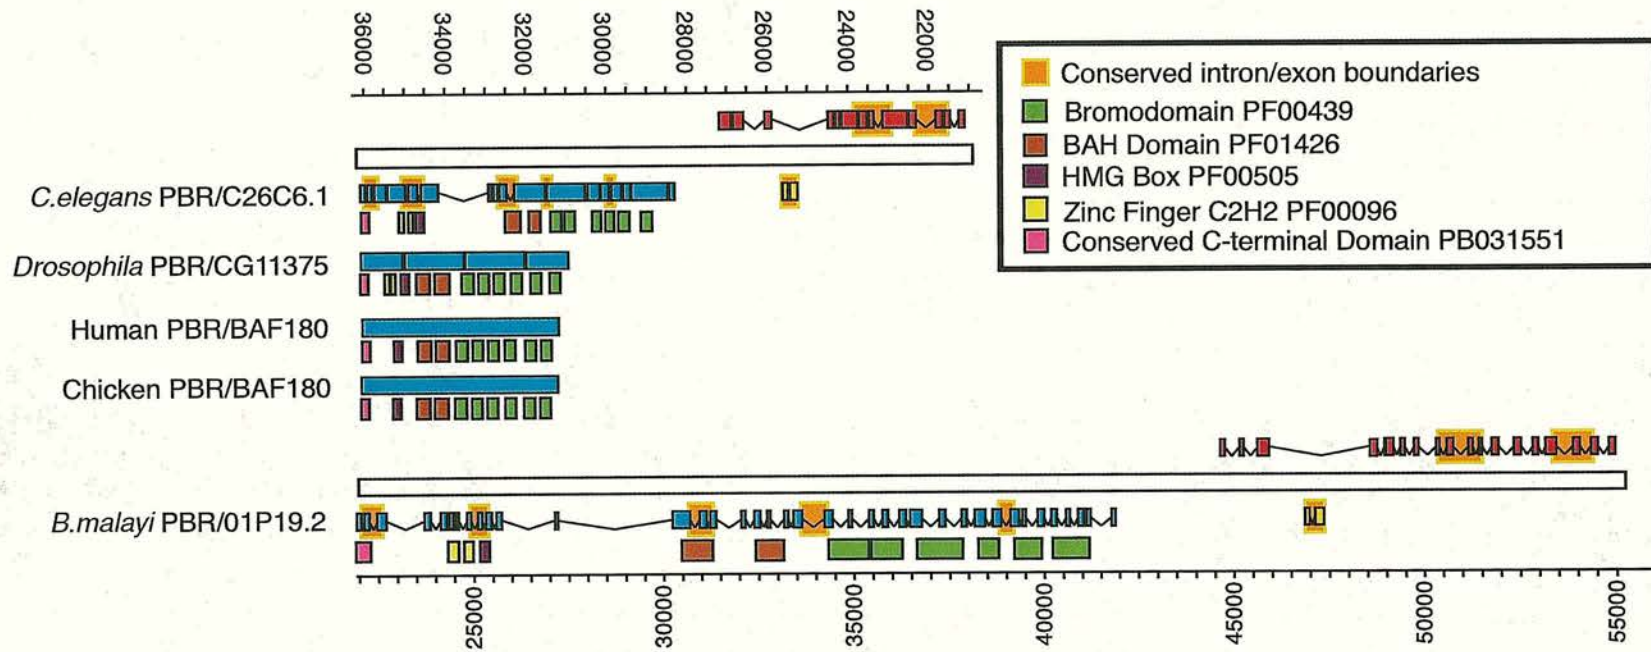 36000 34000 32000 30000 28000 26000 24000 22000
Conserved intron/exon boundaries
Bromodomain PF00439
BAH Domain PF01426
HMG Box PF00505
Zinc Finger C2H2 PF00096
Conserved C-terminal Domain PB031551
C.elegans PBR/C26C6.1
Drosophila PBR/CG11375
Human PBR/BAF180
Chicken PBR/BAF180
B.malayi PBR/01P19.2
25000 30000 35000 40000 45000 50000 55000